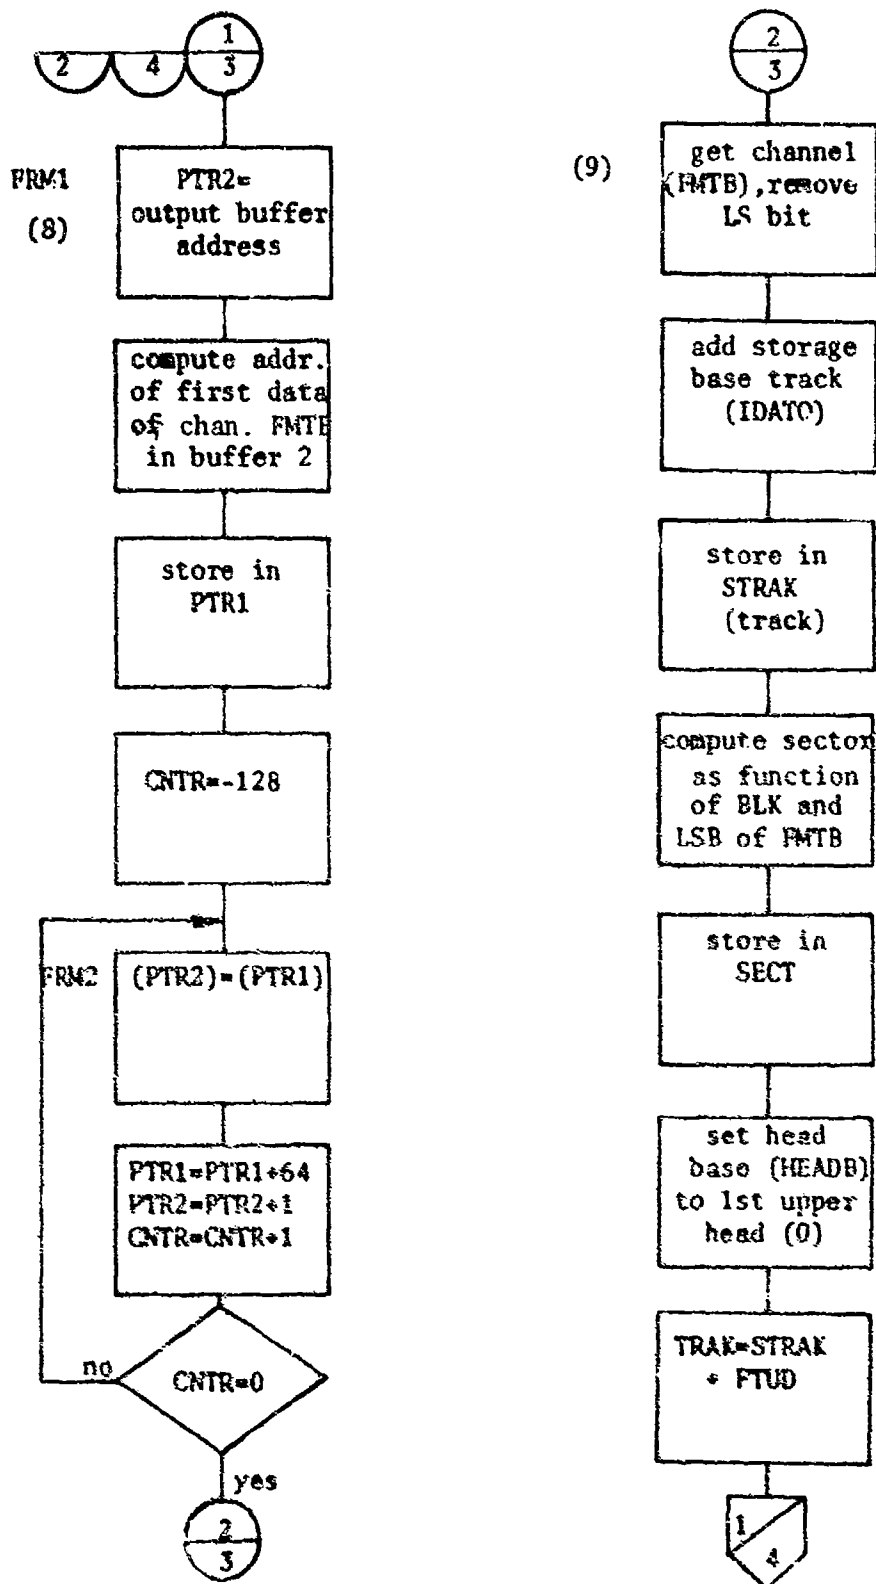 1
2 4 3
FRM1
(8)
PTR2=
output buffer
address
compute addr.
of first data
of chan. FMTB
in buffer 2
store in
PTR1
CNTR=-128
FRM2
(PTR2)=(PTR1)
PTR1=PTR1+64
PTR2=PTR2+1
CNTR=CNTR+1
no
CNTR=0
yes
2
3
2
3
(9)
get channel
(FMTB),remove
LS bit
add storage
base track
(IDATO)
store in
STRAK
(track)
compute sector
as function
of BLK and
LSB of FMTB
store in
SECT
set head
base (HEADB)
to 1st upper
head (0)
TRAK=STRAK
+ FTUD
1
4